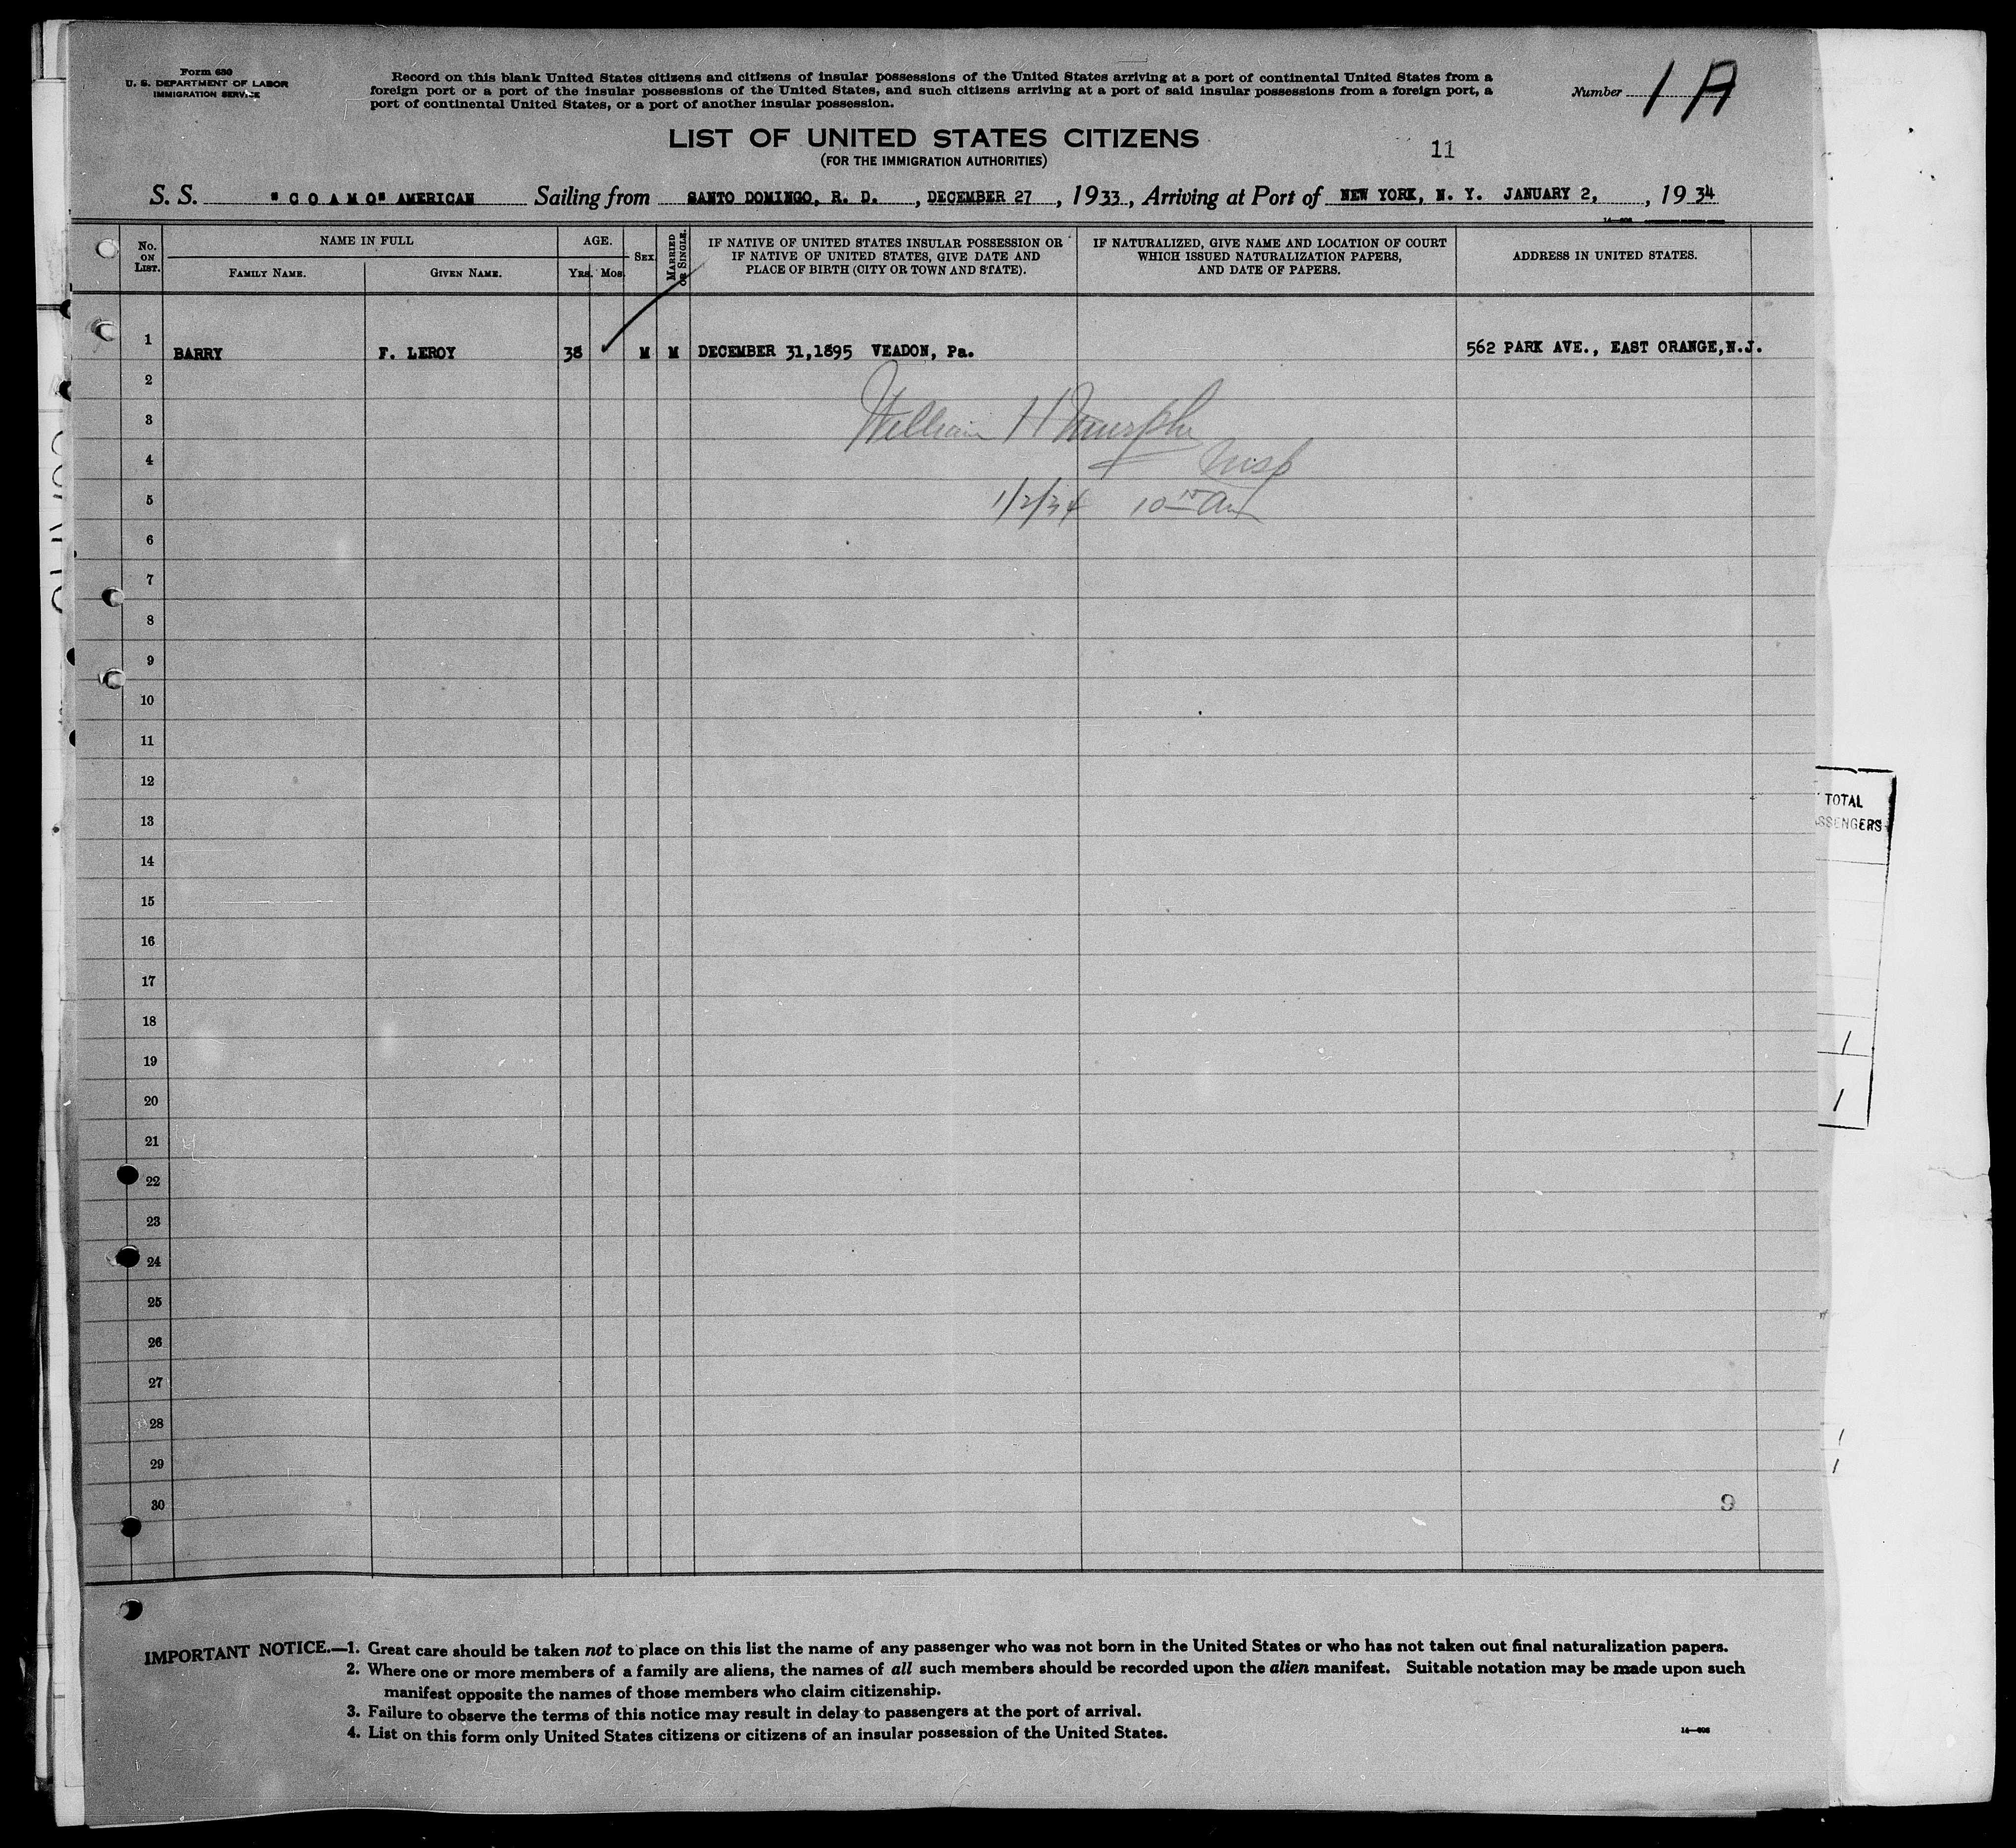 Form 630
U. S. DEPARTMENT OF LABOR
IMMIGRATION SERVICE
Record on this blank United States citizens and citizens of insular possessions of the United States arriving at a port of continental United States from a
foreign port or a port of the insular possessions of the United States, and such citizens arriving at a port of said insular possessions from a foreign port, a
port of continental United States, or a port of another insular possession.
Number 1 A
LIST OF UNITED STATES CITIZENS
(FOR THE IMMIGRATION AUTHORITIES)
11
S. S. "C O A M O" AMERICAN Sailing from SANTO DOMINGO, R. D. , DECEMBER 27 , 1933 , Arriving at Port of NEW YORK, N. Y. JANUARY 2, , 19 34
No. ON LIST.
NAME IN FULL
FAMILY NAME.
GIVEN NAME.
AGE.
YRS. MOS.
SEX.
MARRIED OR SINGLE.
IF NATIVE OF UNITED STATES INSULAR POSSESSION OR
IF NATIVE OF UNITED STATES, GIVE DATE AND
PLACE OF BIRTH (CITY OR TOWN AND STATE).
IF NATURALIZED, GIVE NAME AND LOCATION OF COURT
WHICH ISSUED NATURALIZATION PAPERS,
AND DATE OF PAPERS.
ADDRESS IN UNITED STATES.
1 BARRY F. LEROY 38 M M DECEMBER 31,1895 VEADON, Pa. 562 PARK AVE., EAST ORANGE,N.J.
2
3 William H Murphy
4 Insp
5 1/2/34 10 15 AM
6
7
8
9
10
11
12
13
14
15
16
17
18
19
20
21
22
23
24
25
26
27
28
29
30
9
TOTAL
1
1
1
1
IMPORTANT NOTICE.—1. Great care should be taken not to place on this list the name of any passenger who was not born in the United States or who has not taken out final naturalization papers.
2. Where one or more members of a family are aliens, the names of all such members should be recorded upon the alien manifest. Suitable notation may be made upon such
manifest opposite the names of those members who claim citizenship.
3. Failure to observe the terms of this notice may result in delay to passengers at the port of arrival.
4. List on this form only United States citizens or citizens of an insular possession of the United States.